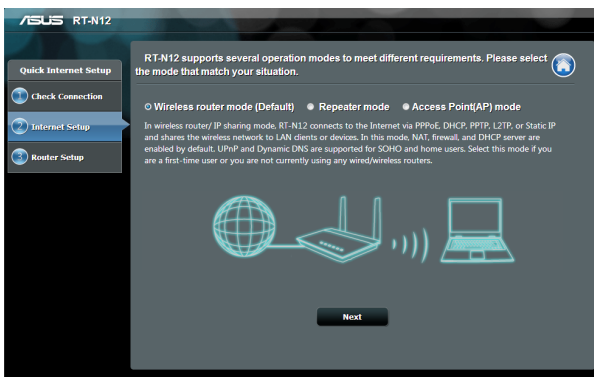 ASUS RT-N12
Quick Internet Setup
1 Check Connection
2 Internet Setup
3 Router Setup
RT-N12 supports several operation modes to meet different requirements. Please select
the mode that match your situation.
Wireless router mode (Default) Repeater mode Access Point(AP) mode
In wireless router/ IP sharing mode, RT-N12 connects to the Internet via PPPoE, DHCP, PPTP, L2TP, or Static IP
and shares the wireless network to LAN clients or devices. In this mode, NAT, firewall, and DHCP server are
enabled by default. UPnP and Dynamic DNS are supported for SOHO and home users. Select this mode if you
are a first-time user or you are not currently using any wired/wireless routers.
Next